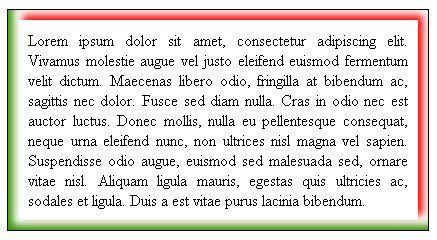 Lorem ipsum dolor sit amet, consectetur adipiscing elit.
Vivamus molestie augue vel justo eleifend euismod fermentum
velit dictum. Maecenas libero odio, fringilla at bibendum ac,
sagittis nec dolor. Fusce sed diam nulla. Cras in odio nec est
auctor luctus. Donec mollis, nulla eu pellentesque consequat,
neque urna eleifend nunc, non ultrices nisl magna vel sapien.
Suspendisse odio augue, euismod sed malesuada sed, ornare
vitae nisl. Aliquam ligula mauris, egestas quis ultricies ac,
sodales et ligula. Duis a est vitae purus lacinia bibendum.